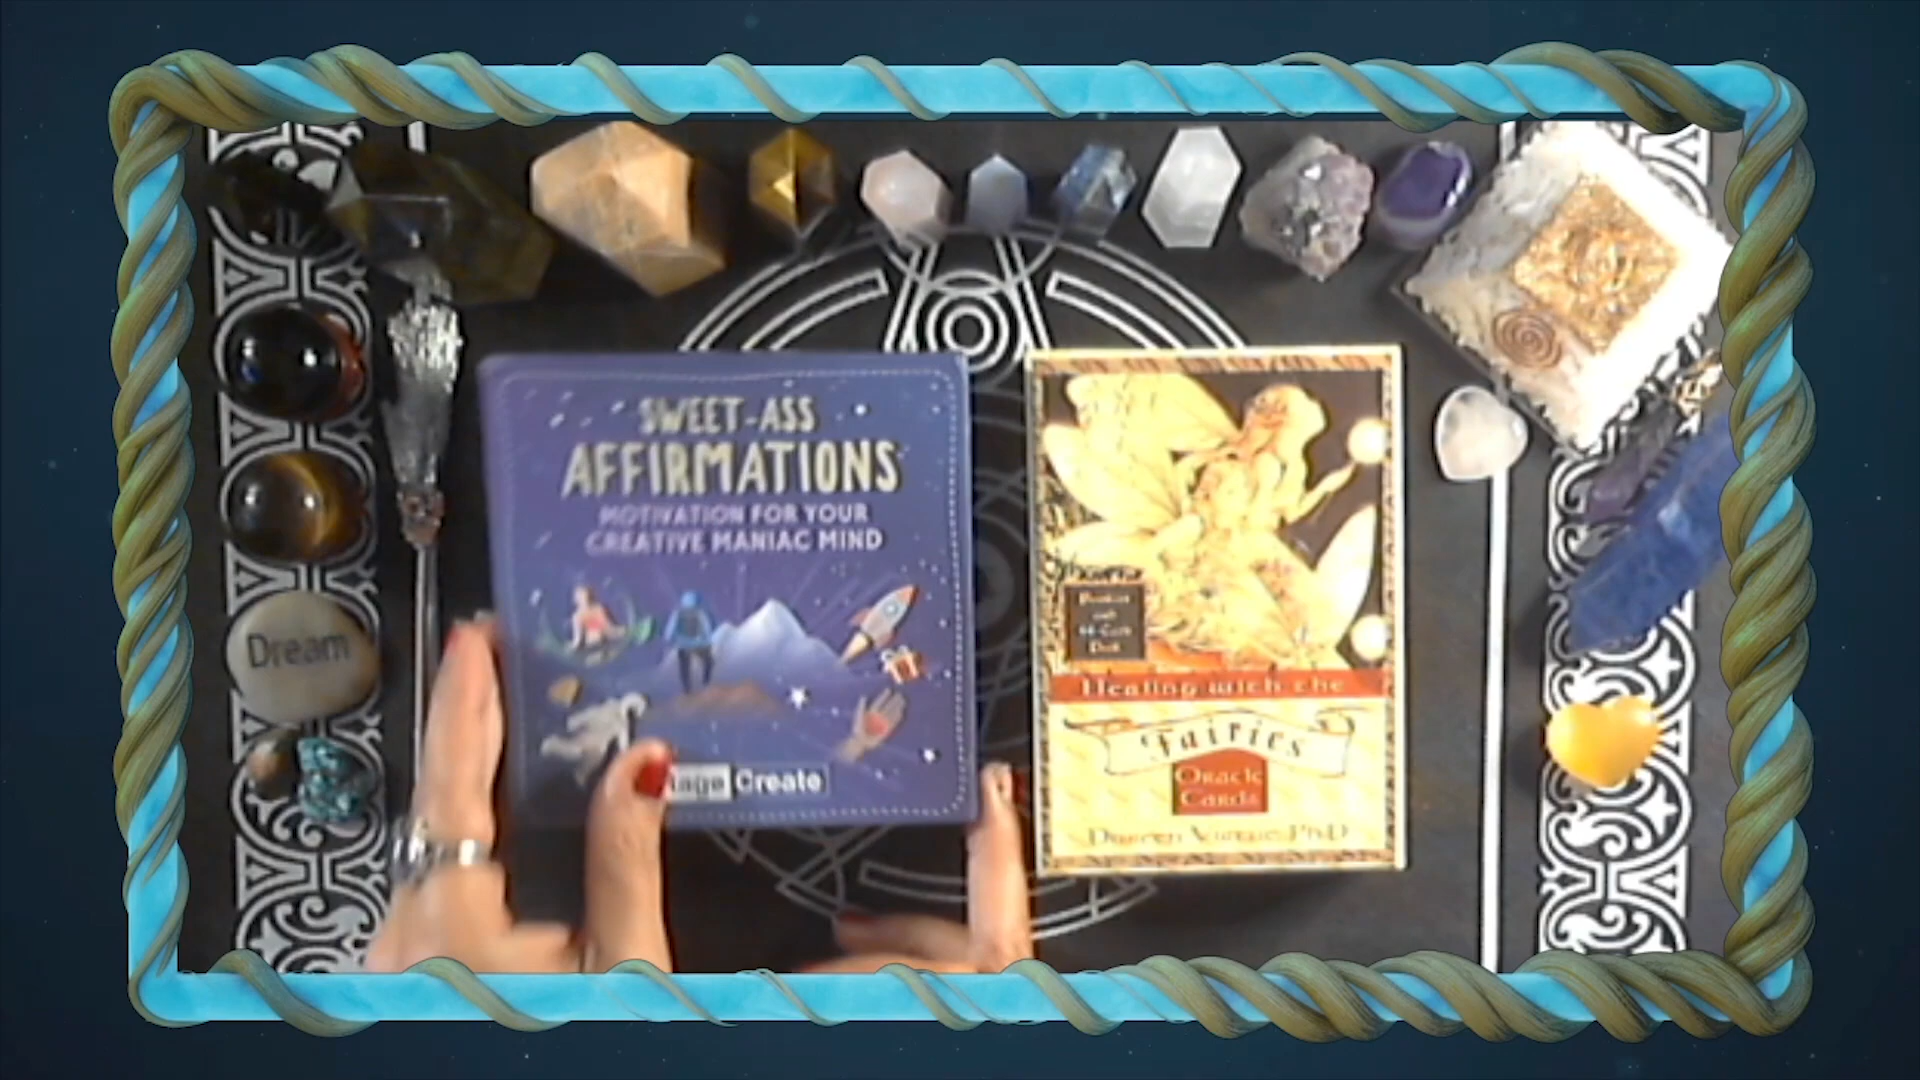 SWEET-ASS
AFFIRMATIONS
MOTIVATION FOR YOUR
CREATIVE MANIAC MIND
Create
Dream
Healing with the
Fairies
Oracle
Cards